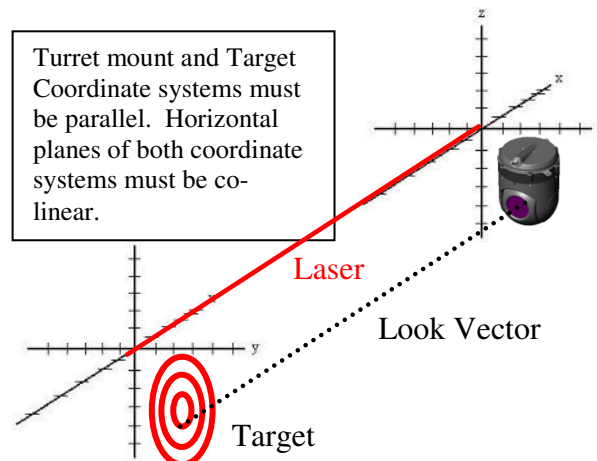 z
x
Turret mount and Target
Coordinate systems must
be parallel. Horizontal
planes of both coordinate
systems must be co-
linear.
Laser
y
Look Vector
Target